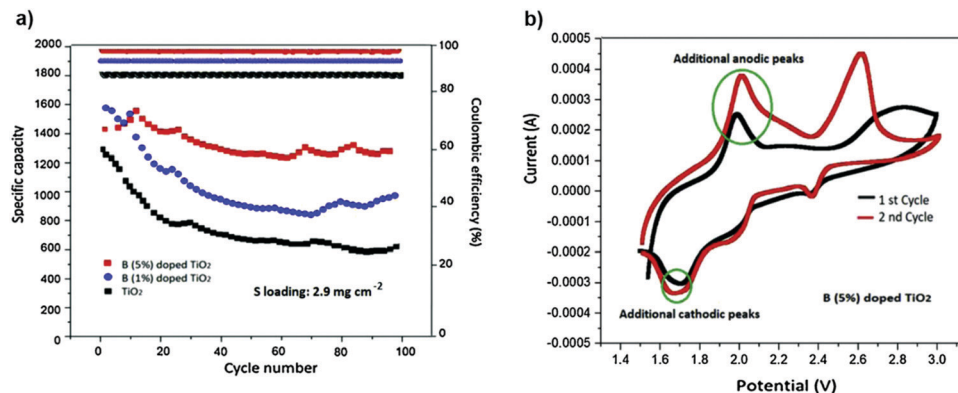 a)
2000
1800
1600
1400
1200
1000
800
600
400
200
0
Specific capacity
100
80
60
40
20
0
Coulombic efficiency (%)
B (5%) doped TiO₂
B (1%) doped TiO₂
TiO₂
S loading: 2.9 mg cm⁻²
0 20 40 60 80 100
Cycle number
b)
0.0005
0.0004
0.0003
0.0002
0.0001
0.0000
-0.0001
-0.0002
-0.0003
-0.0004
-0.0005
Current (A)
Additional anodic peaks
1 st Cycle
2 nd Cycle
B (5%) doped TiO₂
Additional cathodic peaks
1.4 1.6 1.8 2.0 2.2 2.4 2.6 2.8 3.0
Potential (V)